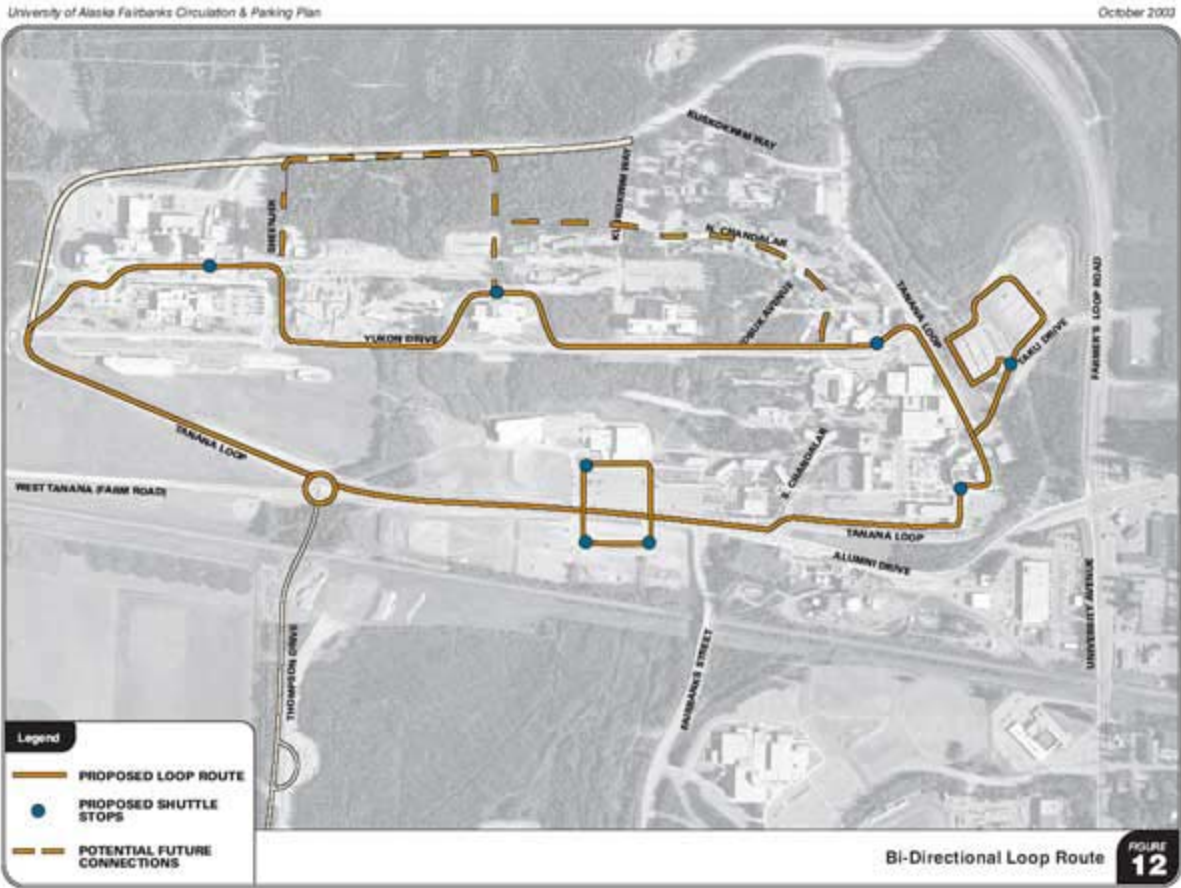 University of Alaska Fairbanks Circulation & Parking Plan
October 2003
KUSKOKWIM WAY
KUSKOKWIM WAY
SHEENJEK
N. CHANDALAR
TANANA LOOP
FARMER'S LOOP ROAD
YUKON DRIVE
AVENUE
TAKU DRIVE
TANANA LOOP
S. CHANDALAR
WEST TANANA (FARM ROAD)
TANANA LOOP
ALUMNI DRIVE
UNIVERSITY AVENUE
THOMPSON DRIVE
FAIRBANKS STREET
Legend
PROPOSED LOOP ROUTE
PROPOSED SHUTTLE
STOPS
POTENTIAL FUTURE
CONNECTIONS
Bi-Directional Loop Route
FIGURE
12